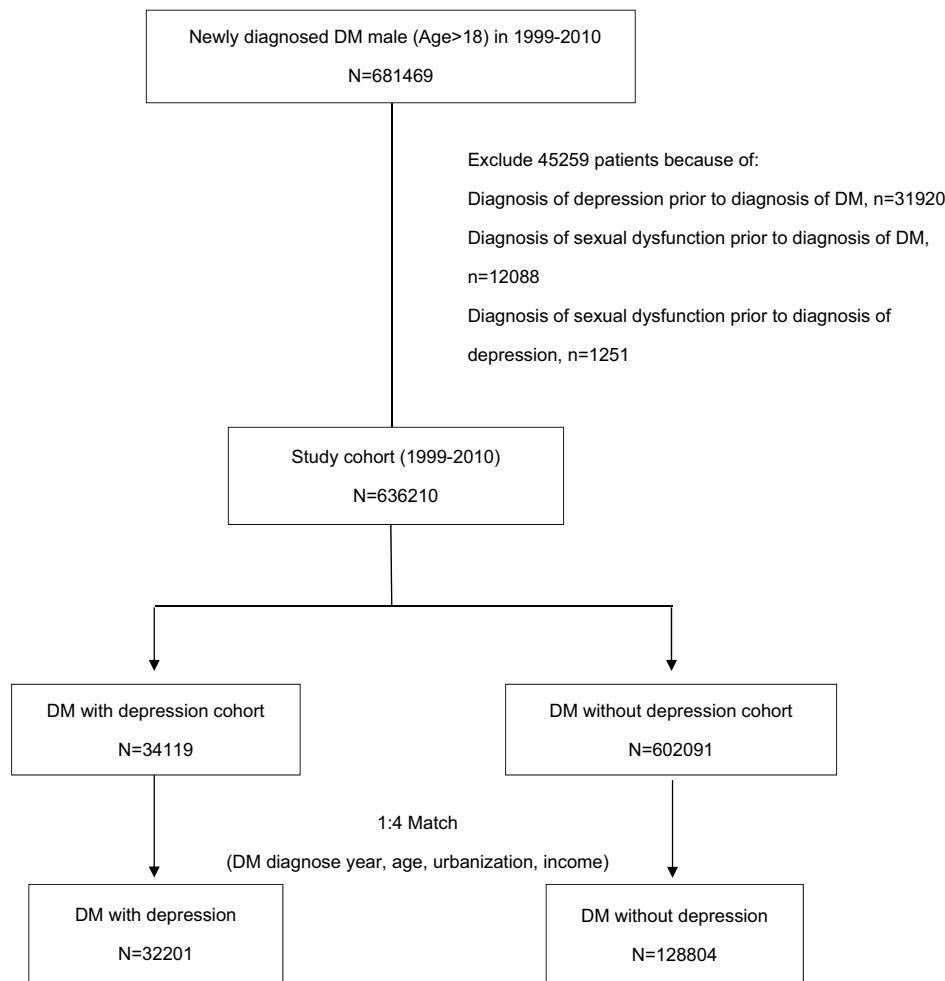 Newly diagnosed DM male (Age>18) in 1999-2010
N=681469
Exclude 45259 patients because of:
Diagnosis of depression prior to diagnosis of DM, n=31920
Diagnosis of sexual dysfunction prior to diagnosis of DM,
n=12088
Diagnosis of sexual dysfunction prior to diagnosis of
depression, n=1251
Study cohort (1999-2010)
N=636210
DM with depression cohort
N=34119
DM without depression cohort
N=602091
1:4 Match
(DM diagnose year, age, urbanization, income)
DM with depression
N=32201
DM without depression
N=128804